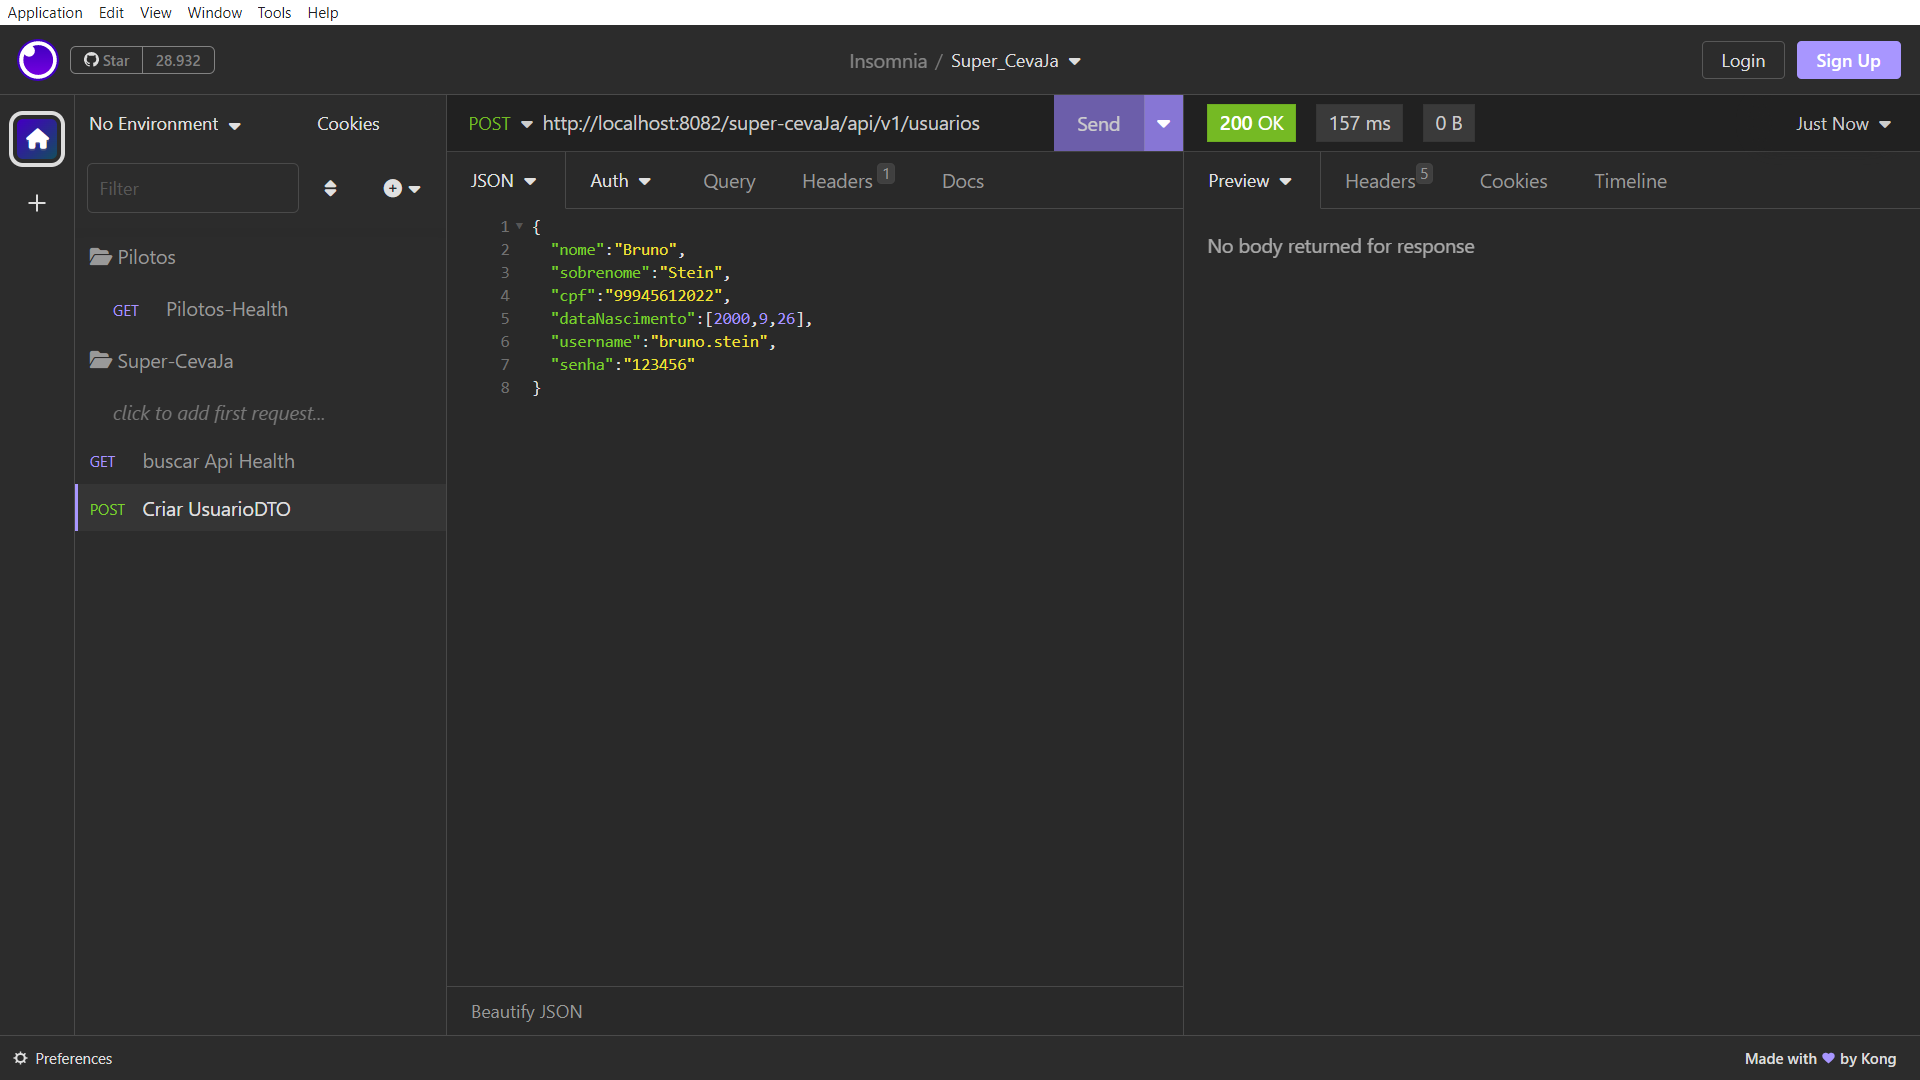 Application Edit View Window Tools Help
Star 28.932
Insomnia / Super_CevaJa
Login
Sign Up
No Environment
Cookies
Filter
Pilotos
GET Pilotos-Health
Super-CevaJa
click to add first request...
GET buscar Api Health
POST Criar UsuarioDTO
POST http://localhost:8082/super-cevaJa/api/v1/usuarios
Send
JSON Auth Query Headers 1 Docs
1 {
2 "nome":"Bruno",
3 "sobrenome":"Stein",
4 "cpf":"99945612022",
5 "dataNascimento":[2000,9,26],
6 "username":"bruno.stein",
7 "senha":"123456"
8 }
Beautify JSON
200 OK 157 ms 0 B Just Now
Preview Headers 5 Cookies Timeline
No body returned for response
Preferences
Made with by Kong